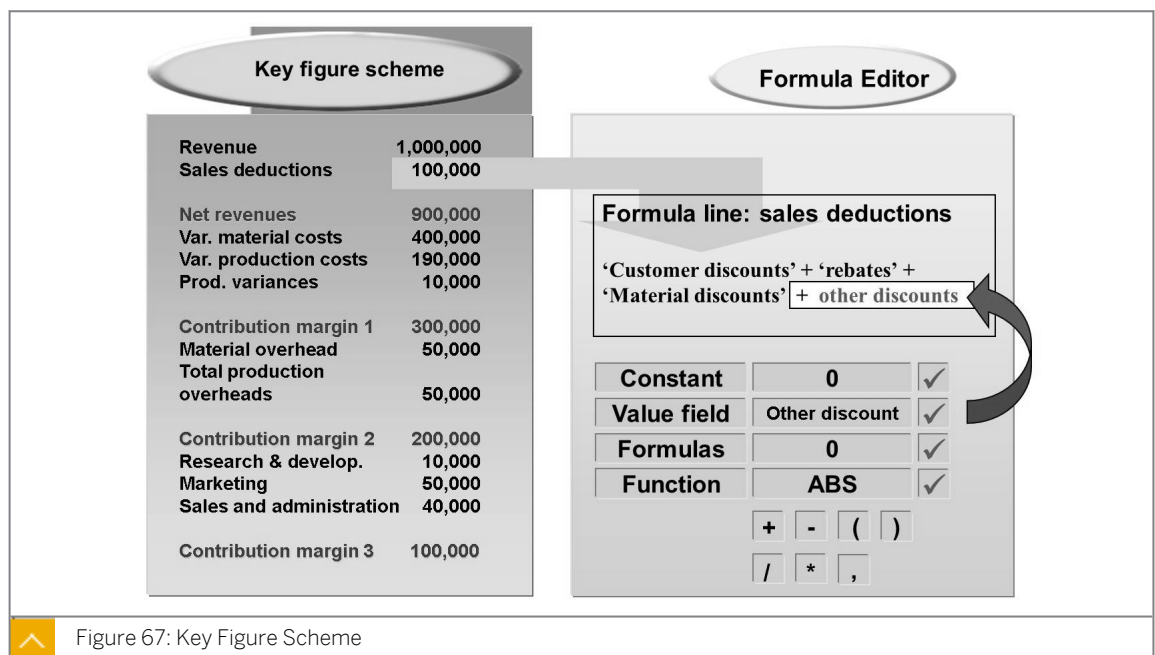 Key figure scheme
Revenue 1,000,000
Sales deductions 100,000
Net revenues 900,000
Var. material costs 400,000
Var. production costs 190,000
Prod. variances 10,000
Contribution margin 1 300,000
Material overhead 50,000
Total production
overheads 50,000
Contribution margin 2 200,000
Research & develop. 10,000
Marketing 50,000
Sales and administration 40,000
Contribution margin 3 100,000
Formula Editor
Formula line: sales deductions
‘Customer discounts’ + ‘rebates’ +
‘Material discounts’ + other discounts
Constant 0 ✓
Value field Other discount ✓
Formulas 0 ✓
Function ABS ✓
+ - ( )
/ * ,
Figure 67: Key Figure Scheme